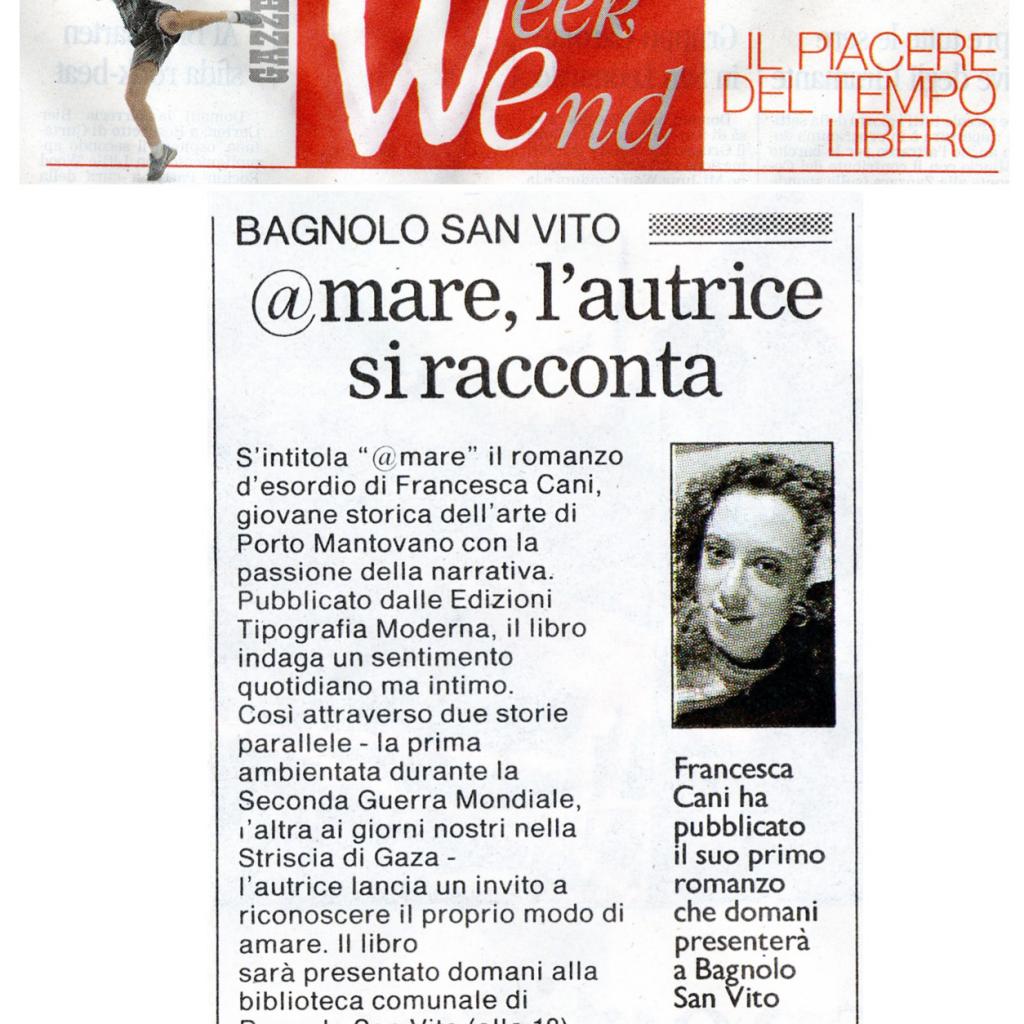 GAZZE
Week
end
IL PIACERE
DEL TEMPO
LIBERO
BAGNOLO SAN VITO
@mare, l'autrice
si racconta
S'intitola "@mare" il romanzo
d'esordio di Francesca Cani,
giovane storica dell'arte di
Porto Mantovano con la
passione della narrativa.
Pubblicato dalle Edizioni
Tipografia Moderna, il libro
indaga un sentimento
quotidiano ma intimo.
Così attraverso due storie
parallele - la prima
ambientata durante la
Seconda Guerra Mondiale,
l'altra ai giorni nostri nella
Striscia di Gaza -
l'autrice lancia un invito a
riconoscere il proprio modo di
amare. Il libro
sarà presentato domani alla
biblioteca comunale di
Francesca
Cani ha
pubblicato
il suo primo
romanzo
che domani
presenterà
a Bagnolo
San Vito